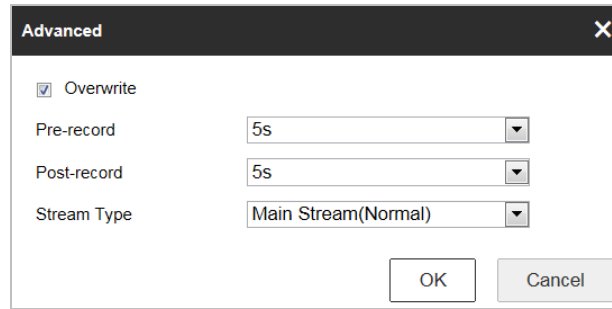 Advanced
Overwrite
Pre-record 5s
Post-record 5s
Stream Type Main Stream(Normal)
OK Cancel